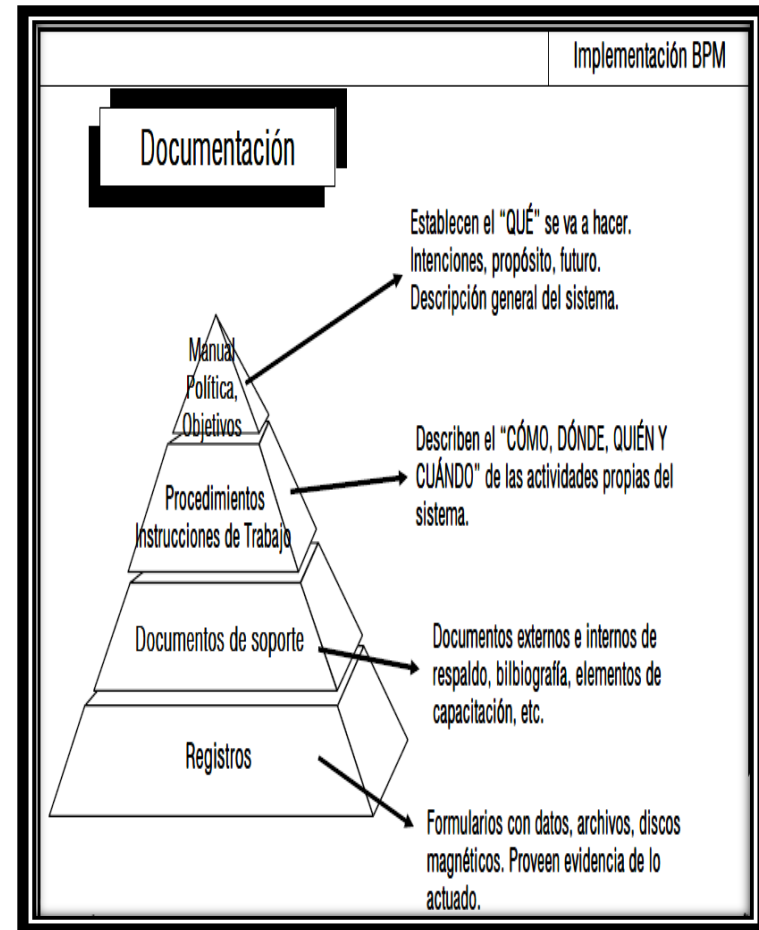 Implementación BPM
Documentación
Establecen el "QUÉ" se va a hacer.
Intenciones, propósito, futuro.
Descripción general del sistema.
Manual
Política,
Objetivos
Describen el "CÓMO, DÓNDE, QUIÉN Y
CUÁNDO" de las actividades propias del
sistema.
Procedimientos
Instrucciones de Trabajo
Documentos de soporte
Documentos externos e internos de
respaldo, bilbiografía, elementos de
capacitación, etc.
Registros
Formularios con datos, archivos, discos
magnéticos. Proveen evidencia de lo
actuado.